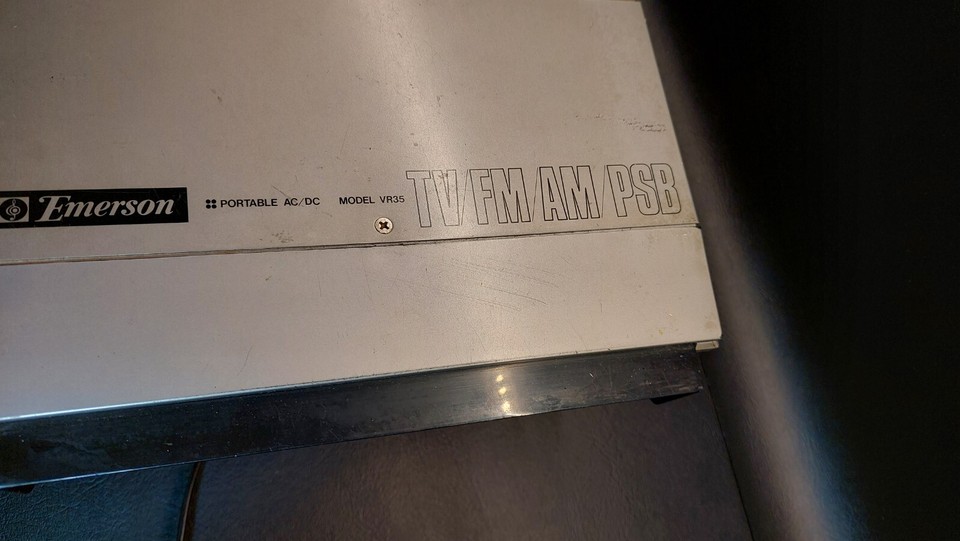 Emerson PORTABLE AC/DC MODEL VR35 TV/FM/AM/PSB